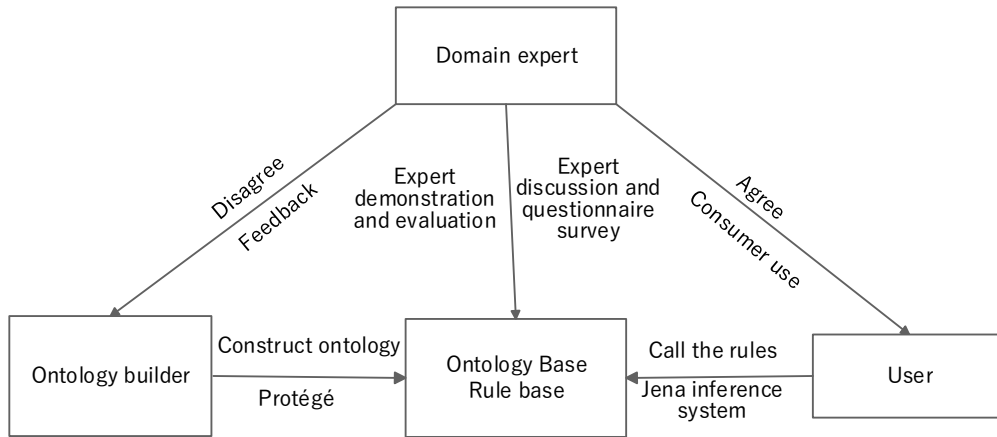 Domain expert
Disagree
Feedback
Expert
demonstration
and evaluation
Expert
discussion and
questionnaire
survey
Agree
Consumer use
Ontology builder
Construct ontology
Protégé
Ontology Base
Rule base
Call the rules
Jena inference
system
User